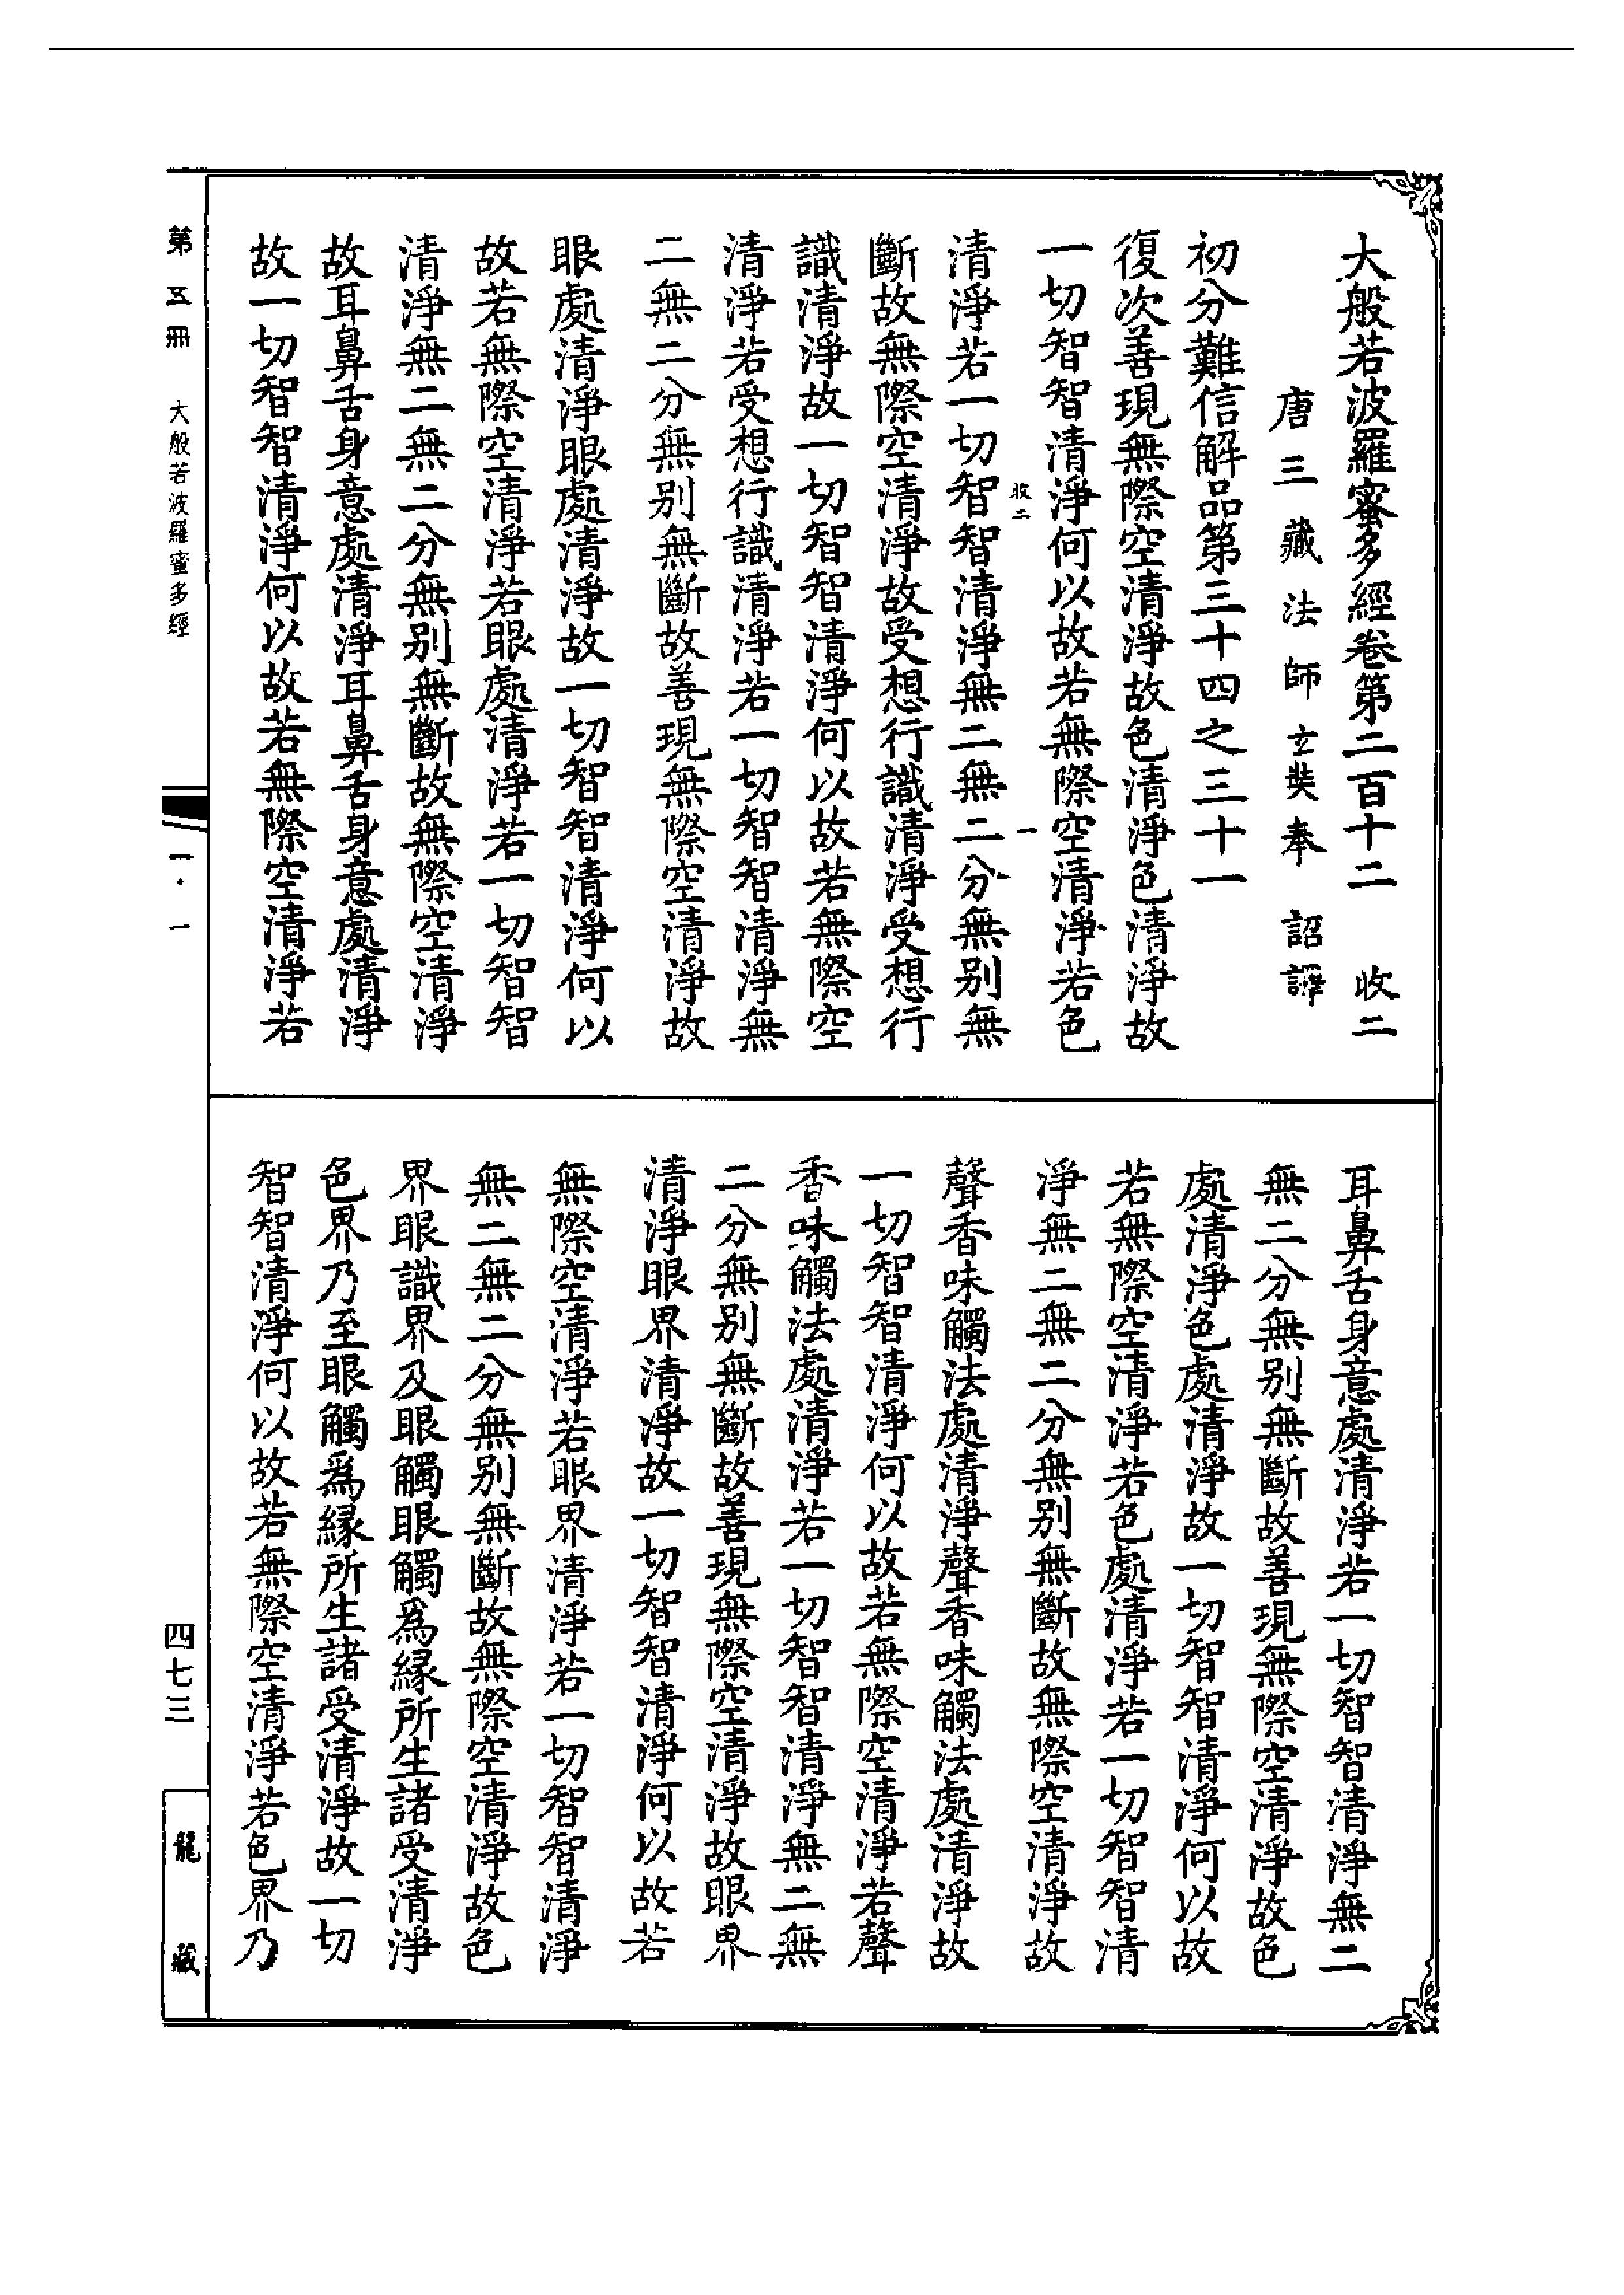 大般若波羅蜜多經卷第二百十二　收二
唐三藏法師玄奘奉　詔譯
初分難信解品第三十四之三十一
復次善現無際空清淨故色清淨色清淨故
一切智智清淨何以故若無際空清淨若色
收二　一
清淨若一切智智清淨無二無二分無別無
斷故無際空清淨故受想行識清淨受想行
識清淨故一切智智清淨何以故若無際空
清淨若受想行識清淨若一切智智清淨無
二無二分無別無斷故善現無際空清淨故
眼處清淨眼處清淨故一切智智清淨何以
故若無際空清淨若眼處清淨若一切智智
清淨無二無二分無別無斷故無際空清淨
故耳鼻舌身意處清淨耳鼻舌身意處清淨
故一切智智清淨何以故若無際空清淨若
耳鼻舌身意處清淨若一切智智清淨無二
無二分無別無斷故善現無際空清淨故色
處清淨色處清淨故一切智智清淨何以故
若無際空清淨若色處清淨若一切智智清
淨無二無二分無別無斷故無際空清淨故
聲香味觸法處清淨聲香味觸法處清淨故
一切智智清淨何以故若無際空清淨若聲
香味觸法處清淨若一切智智清淨無二無
二分無別無斷故善現無際空清淨故眼界
清淨眼界清淨故一切智智清淨何以故若
無際空清淨若眼界清淨若一切智智清淨
無二無二分無別無斷故無際空清淨故色
界眼識界及眼觸眼觸為緣所生諸受清淨
色界乃至眼觸為緣所生諸受清淨故一切
智智清淨何以故若無際空清淨若色界乃
第五冊　大般若波羅蜜多經　一·一
四七三　龍藏